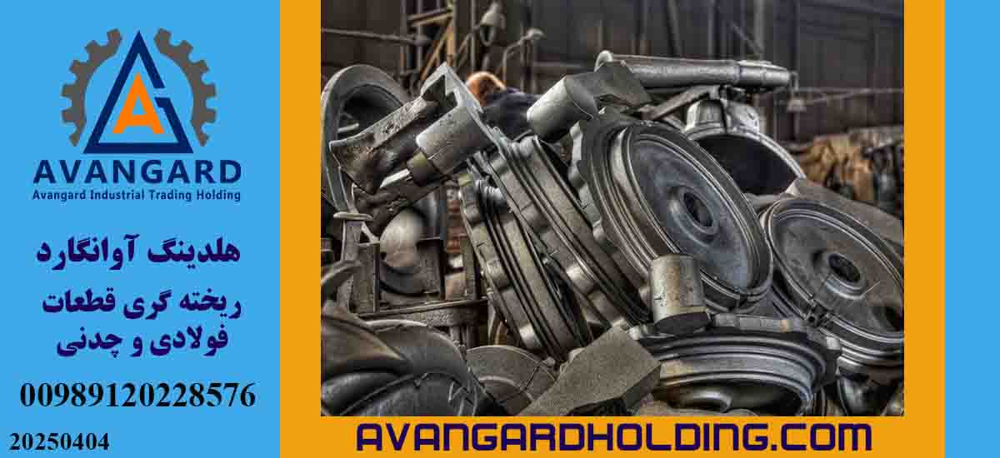 AVANGARD
Avangard Industrial Trading Holding
هلدینگ آوانگارد
ریخته گری قطعات
فولادی و چدنی
00989120228576
20250404
AVANGARDHOLDING.COM